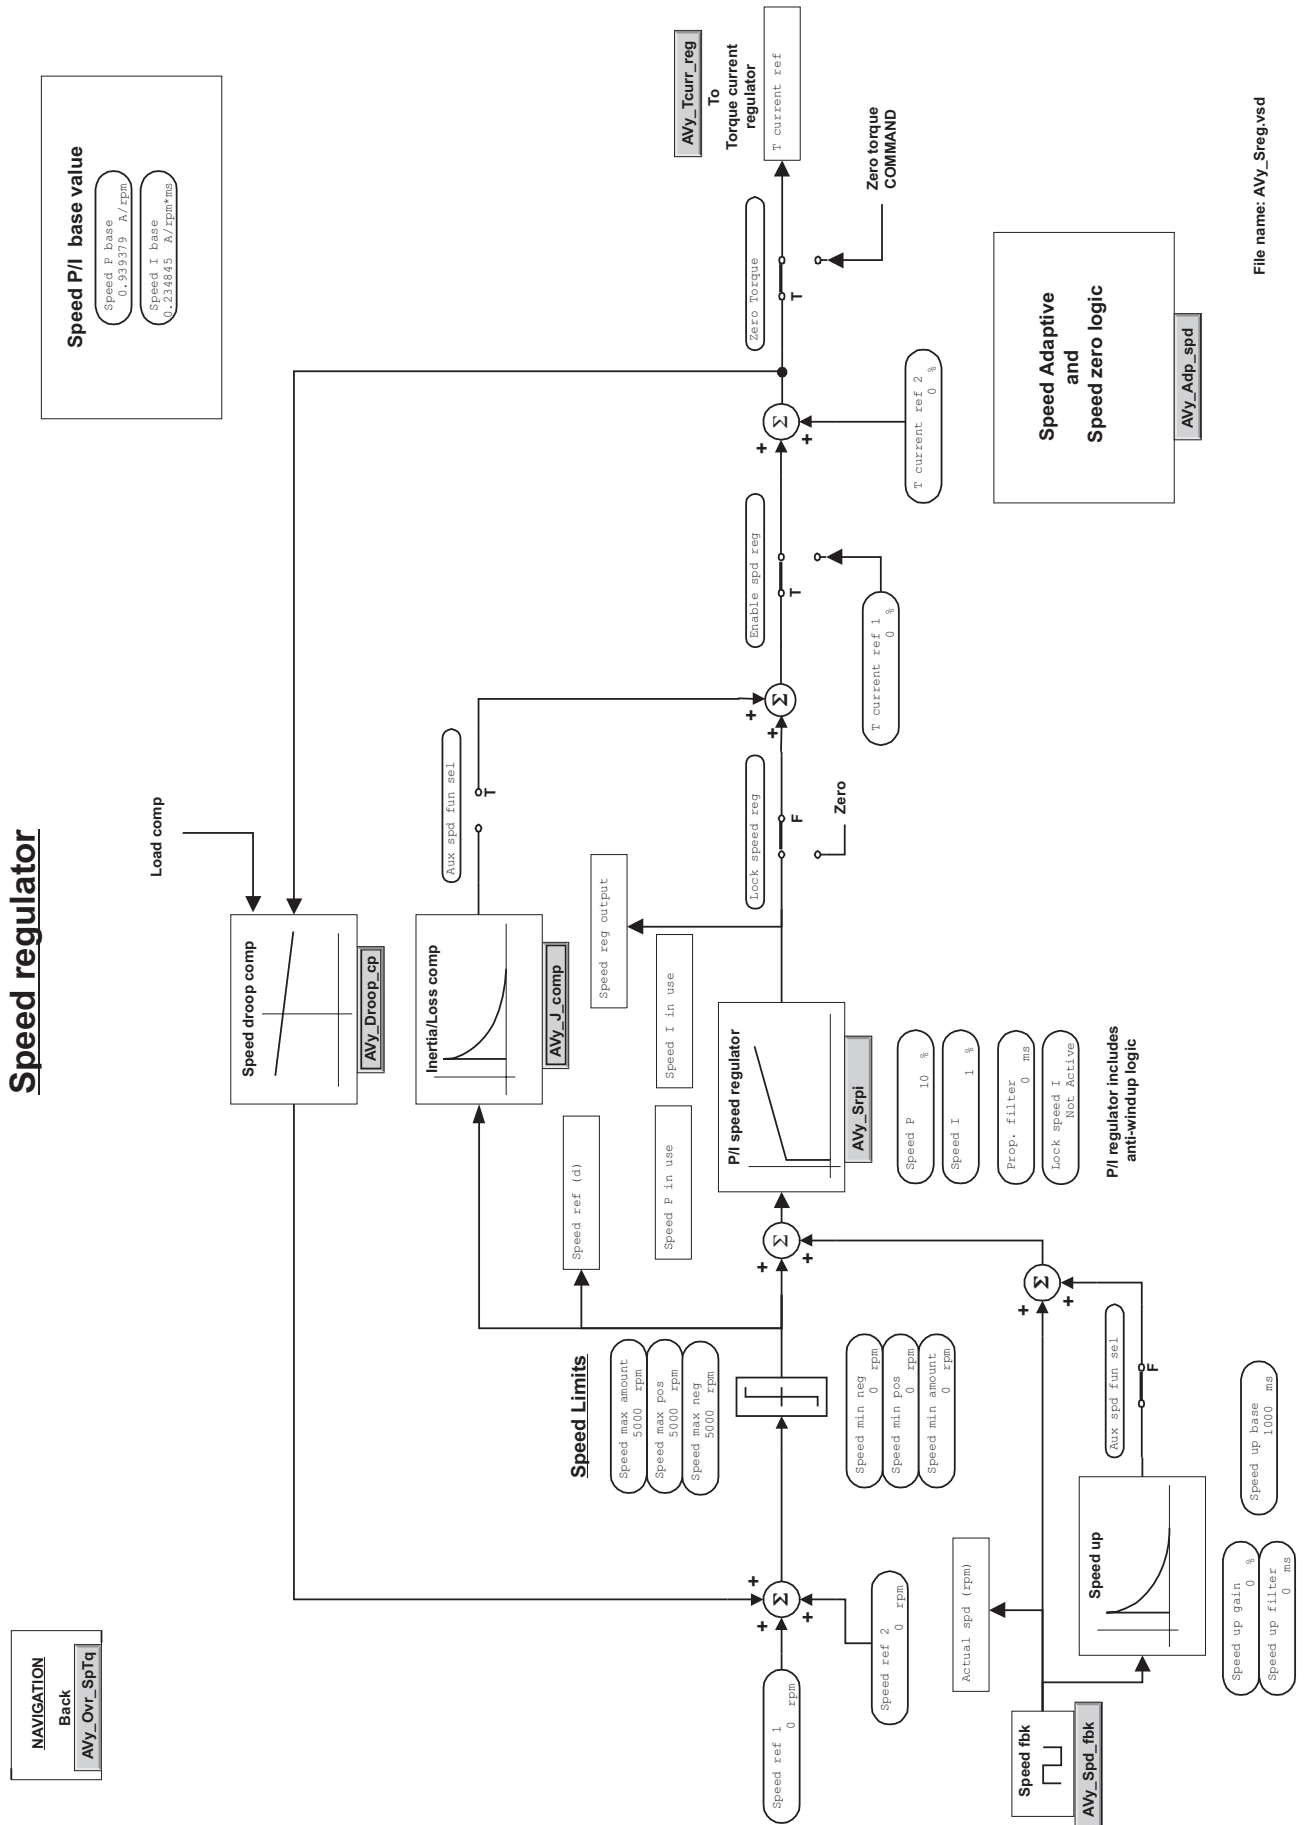 Speed regulator
NAVIGATION
Back
AVy_Ovr_SpTq
Speed P/I base value
Speed P base
0.939379 A/rpm
Speed I base
0.234845 A/rpm*ms
Load comp
Speed droop comp
AVy_Droop_cp
Inertia/Loss comp
AVy_J_comp
Aux spd fun sel
T
Speed ref (d)
Speed reg output
Speed P in use
Speed I in use
Speed Limits
Speed max amount
5000 rpm
Speed max pos
5000 rpm
Speed max neg
5000 rpm
Speed ref 1
0 rpm
+
+
+
Σ
Speed ref 2
0 rpm
Speed min neg
0 rpm
Speed min pos
0 rpm
Speed min amount
0 rpm
+
+
Σ
P/I speed regulator
AVy_Srpi
Speed P
10 %
Speed I
1 %
Prop. filter
0 ms
Lock speed I
Not Active
P/I regulator includes
anti-windup logic
Lock speed reg
F
Zero
+
+
Σ
Enable spd reg
T
T current ref 1
0 %
+
+
Σ
T current ref 2
0 %
Zero Torque
T
Zero torque
COMMAND
AVy_Tcurr_reg
To
Torque current
regulator
T current ref
Speed fbk
AVy_Spd_fbk
Actual spd (rpm)
Speed up
Aux spd fun sel
F
+
+
Σ
Speed up gain
0 %
Speed up filter
0 ms
Speed up base
1000 ms
Speed Adaptive
and
Speed zero logic
AVy_Adp_spd
File name: AVy_Sreg.vsd